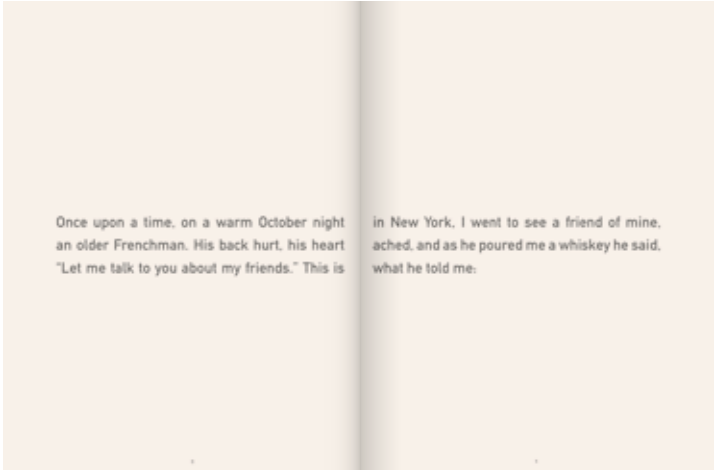 Once upon a time, on a warm October night in New York, I went to see a friend of mine,
an older Frenchman. His back hurt, his heart ached, and as he poured me a whiskey he said,
“Let me talk to you about my friends.” This is what he told me: